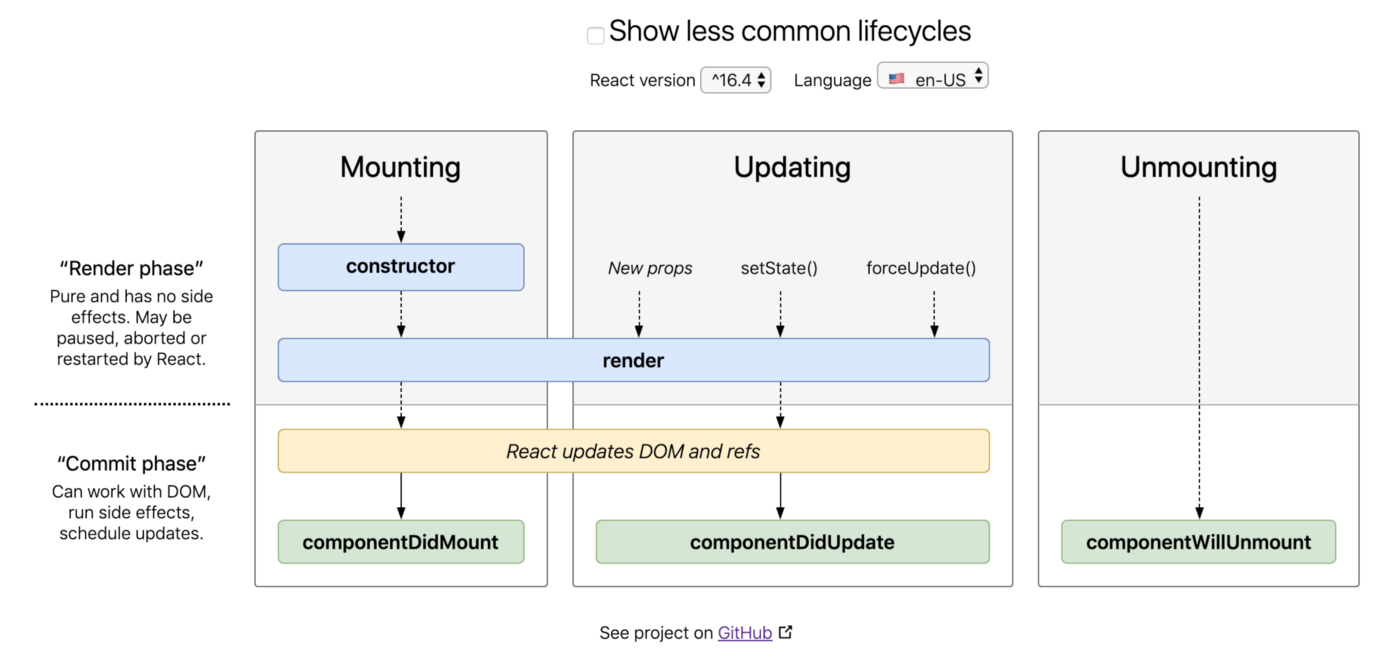 Show less common lifecycles
React version ^16.4 Language 🇺🇸 en-US
Mounting Updating Unmounting
“Render phase”
Pure and has no side
effects. May be
paused, aborted or
restarted by React.
constructor
New props setState() forceUpdate()
render
“Commit phase”
Can work with DOM,
run side effects,
schedule updates.
React updates DOM and refs
componentDidMount componentDidUpdate componentWillUnmount
See project on GitHub